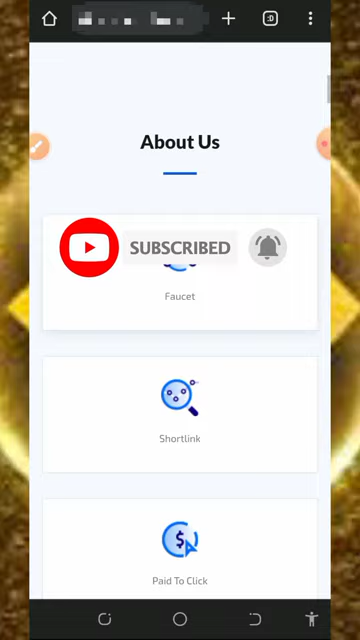 :D
About Us
SUBSCRIBED
Faucet
Shortlink
$
Paid To Click